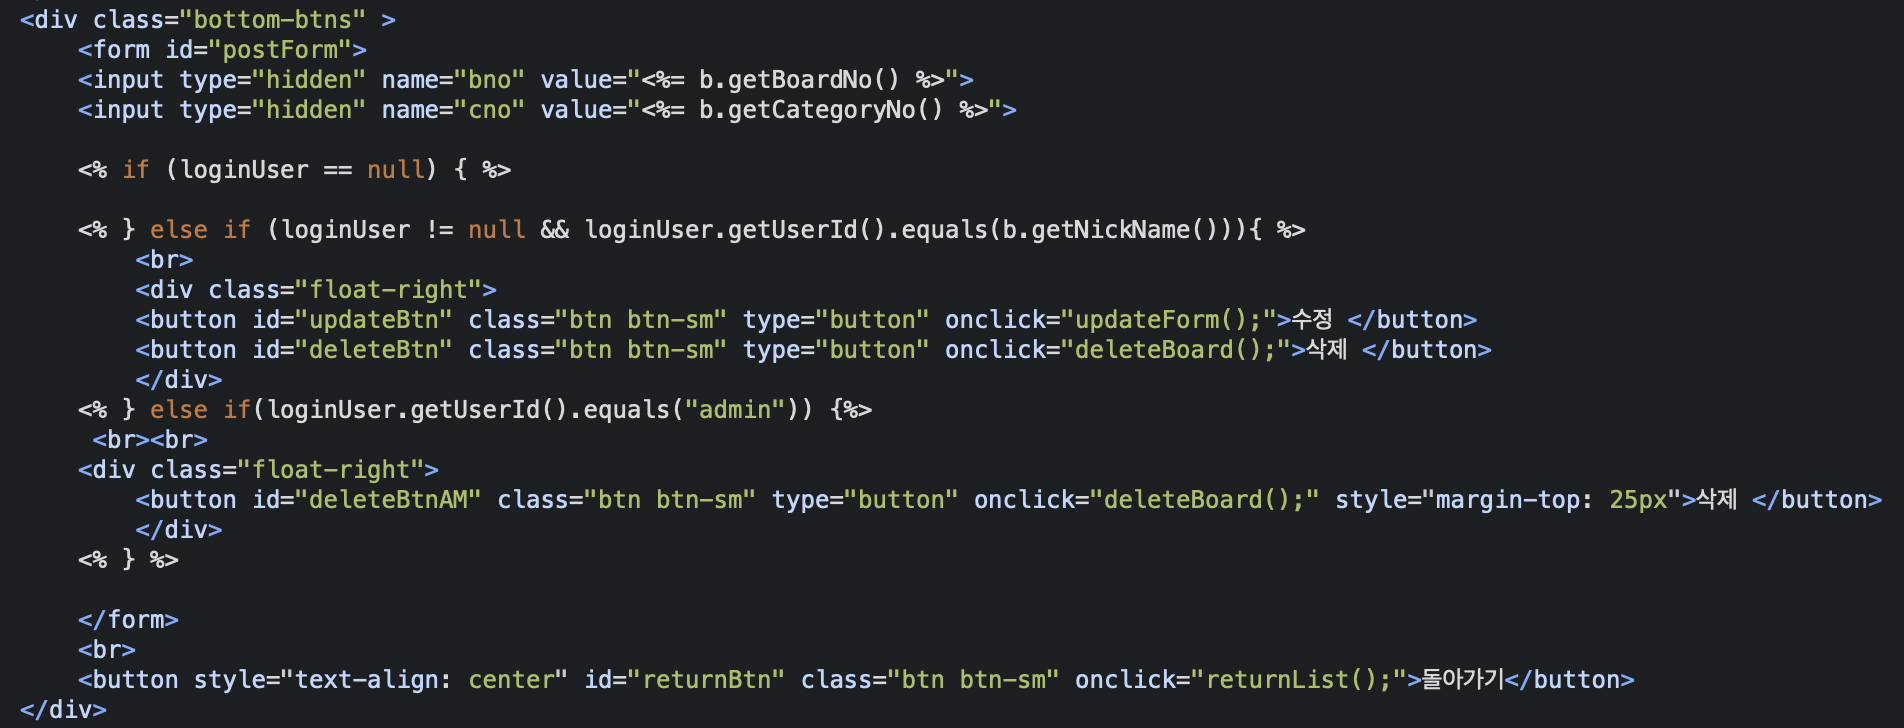 <div class="bottom-btns" >
<form id="postForm">
<input type="hidden" name="bno" value="<%= b.getBoardNo() %>">
<input type="hidden" name="cno" value="<%= b.getCategoryNo() %>">
<% if (loginUser == null) { %>
<% } else if (loginUser != null && loginUser.getUserId().equals(b.getNickName())){ %>
<br>
<div class="float-right">
<button id="updateBtn" class="btn btn-sm" type="button" onclick="updateForm();">수정 </button>
<button id="deleteBtn" class="btn btn-sm" type="button" onclick="deleteBoard();">삭제 </button>
</div>
<% } else if(loginUser.getUserId().equals("admin")) {%>
<br><br>
<div class="float-right">
<button id="deleteBtnAM" class="btn btn-sm" type="button" onclick="deleteBoard();" style="margin-top: 25px">삭제 </button>
</div>
<% } %>
</form>
<br>
<button style="text-align: center" id="returnBtn" class="btn btn-sm" onclick="returnList();">돌아가기</button>
</div>